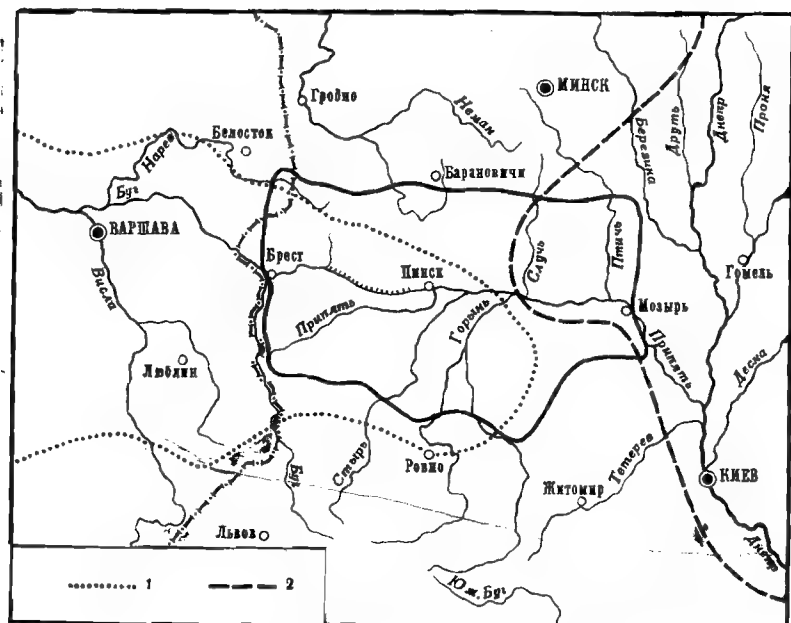 МИНСК
Гродно
Неман
Березина
Друть
Днепр
Проня
Белосток
Наре
Барановичи
Буг
ВАРШАВА
Брест
Пинск
Случь
Птичь
Гомель
Висла
Припять
Горынь
Мозырь
Припять
Десна
Люблин
Стырь
Ровно
Тетерев
Буг
Житомир
КИЕВ
Львов
Днепр
Юж. Буг
1
2